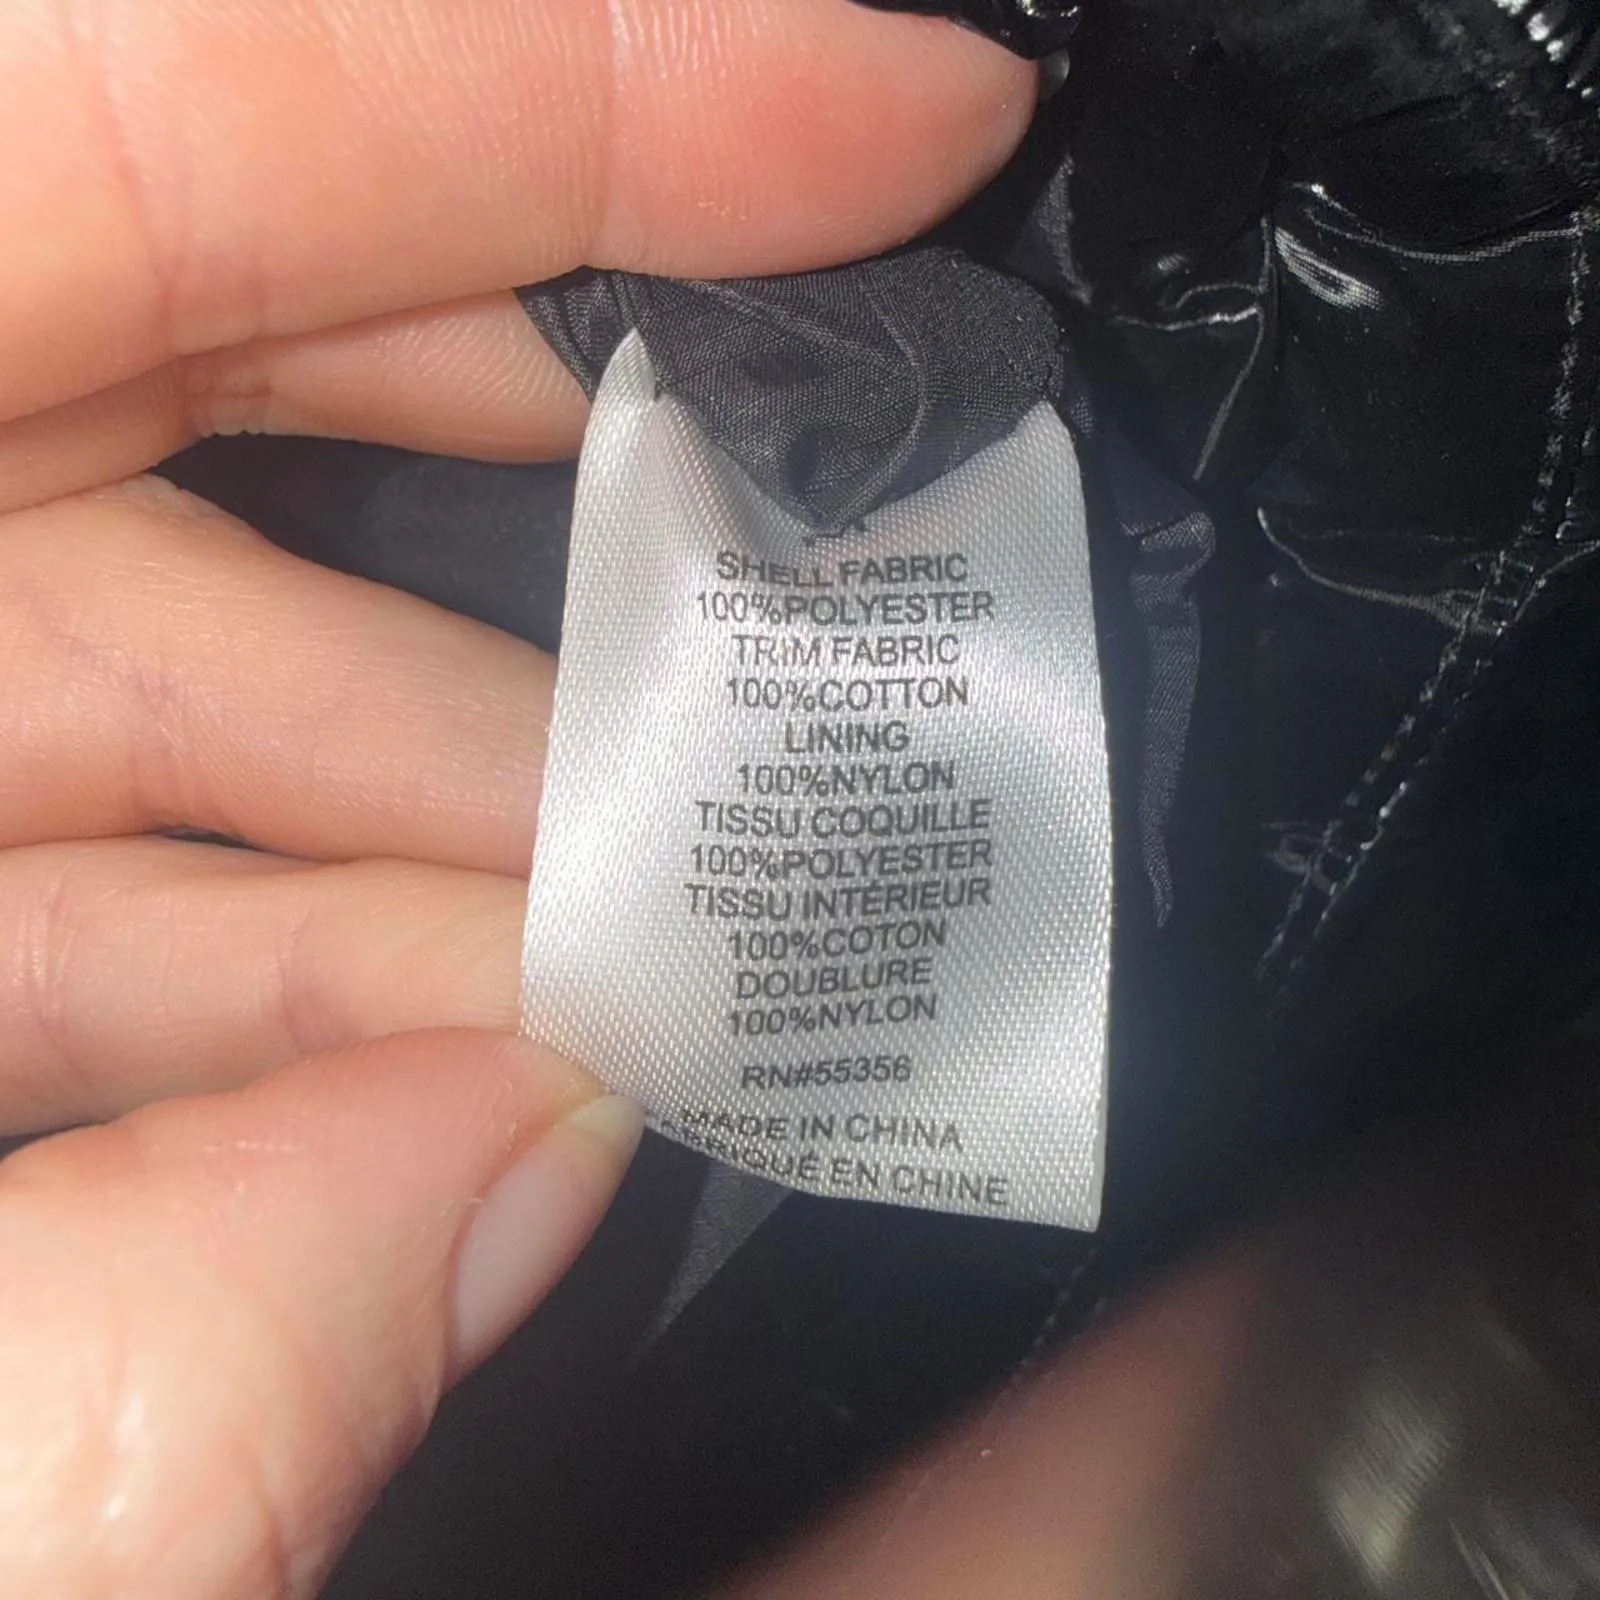 SHELL FABRIC
100%POLYESTER
TRIM FABRIC
100%COTTON
LINING
100%NYLON
TISSU COQUILLE
100%POLYESTER
TISSU INTÉRIEUR
100%COTON
DOUBLURE
100%NYLON
RN#55356
MADE IN CHINA
EN CHINE